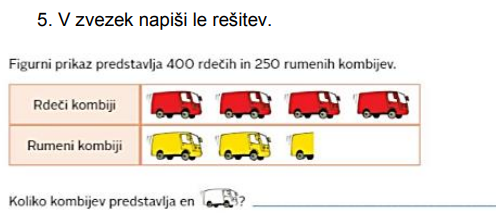 5. V zvezek napiši le rešitev.
Figurni prikaz predstavlja 400 rdečih in 250 rumenih kombijev.
Rdeči kombiji
Rumeni kombiji
Koliko kombijev predstavlja en ?